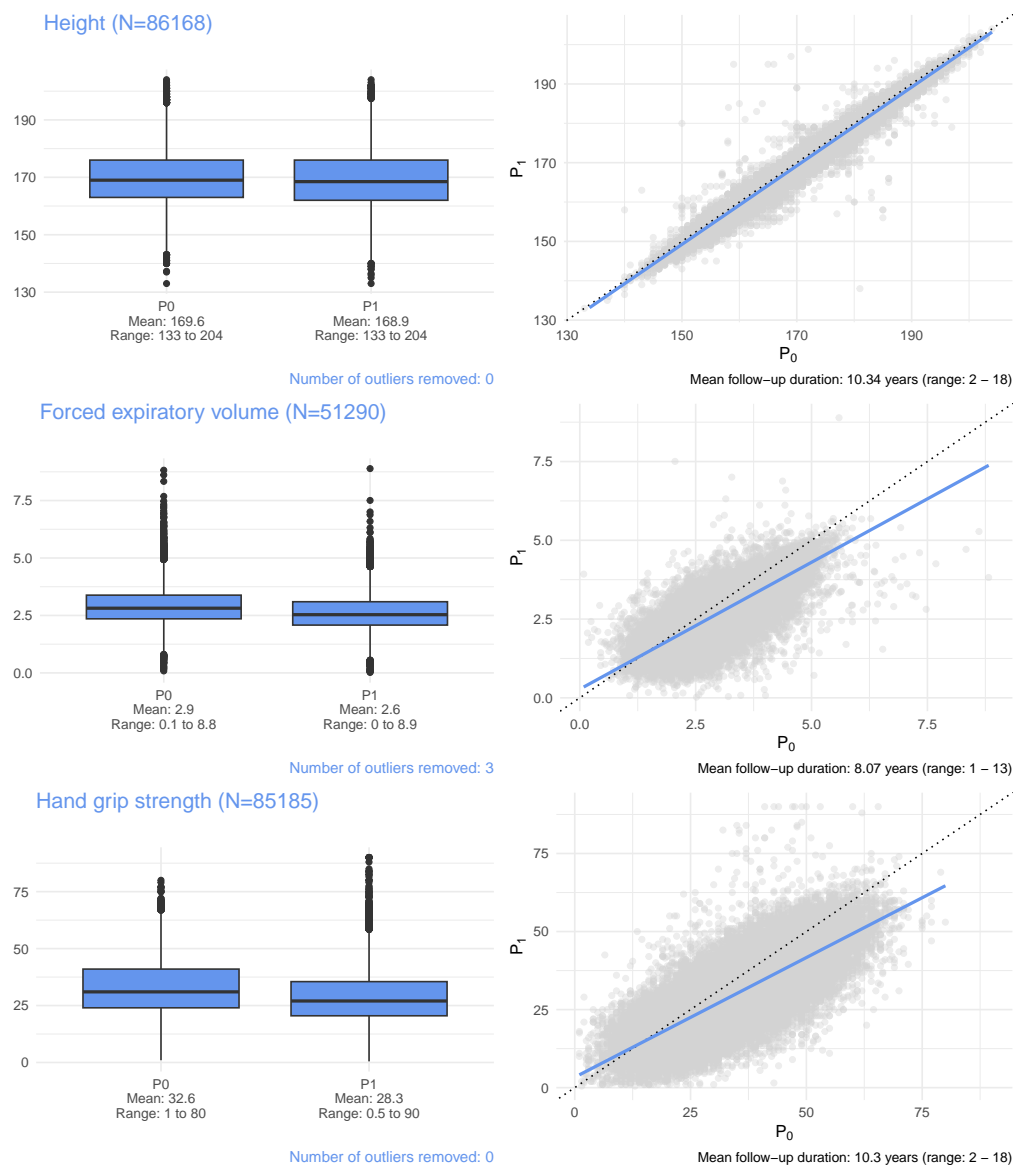 Height (N=86168)
190
170
150
130
P0
Mean: 169.6
Range: 133 to 204
P1
Mean: 168.9
Range: 133 to 204
Number of outliers removed: 0
P1
190
170
150
130
130
150
170
190
P0
Mean follow−up duration: 10.34 years (range: 2 − 18)
Forced expiratory volume (N=51290)
7.5
5.0
2.5
0.0
P0
Mean: 2.9
Range: 0.1 to 8.8
P1
Mean: 2.6
Range: 0 to 8.9
Number of outliers removed: 3
P1
7.5
5.0
2.5
0.0
0.0
2.5
5.0
7.5
P0
Mean follow−up duration: 8.07 years (range: 1 − 13)
Hand grip strength (N=85185)
75
50
25
0
P0
Mean: 32.6
Range: 1 to 80
P1
Mean: 28.3
Range: 0.5 to 90
Number of outliers removed: 0
P1
75
50
25
0
0
25
50
75
P0
Mean follow−up duration: 10.3 years (range: 2 − 18)